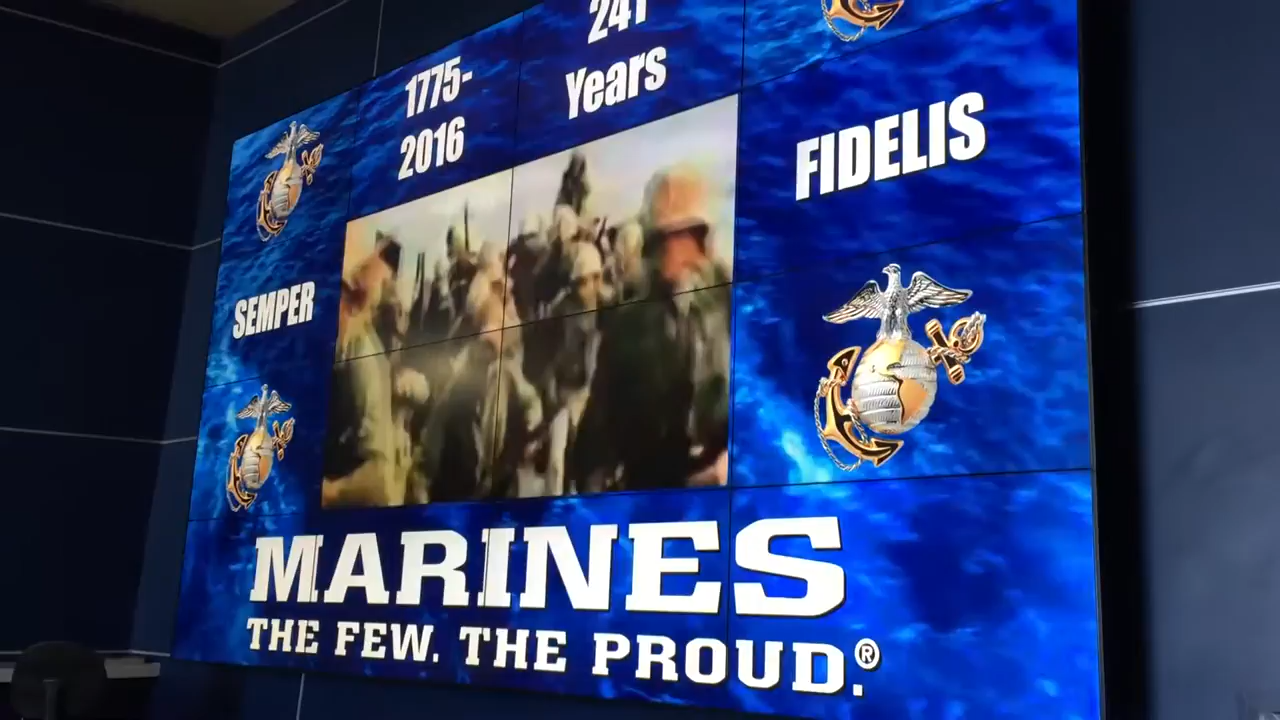 1775-
2016
241
Years
SEMPER
FIDELIS
MARINES
THE FEW. THE PROUD.®